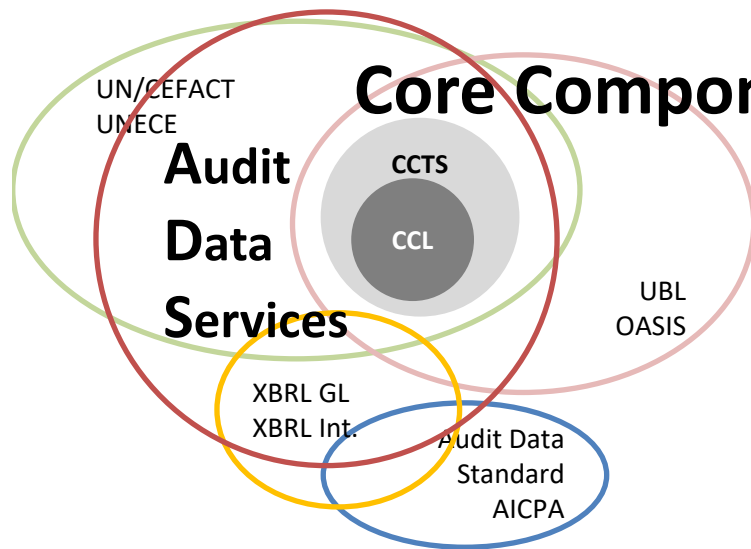 UN/CEFACT
UNECE
Core Compo
Audit
Data
Services
CCTS
CCL
UBL
OASIS
XBRL GL
XBRL Int.
Audit Data
Standard
AICPA